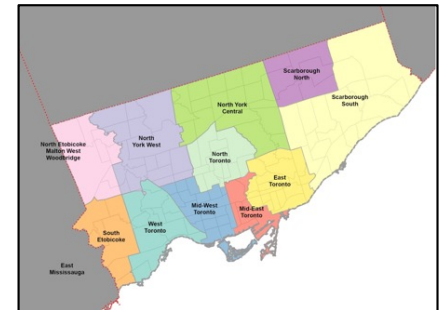 Scarborough
North
Scarborough
South
North York
Central
North
York West
North Etobicoke
Malton West
Woodbridge
North
Toronto
East
Toronto
Mid-West
Toronto
Mid-East
Toronto
West
Toronto
South
Etobicoke
East
Mississauga